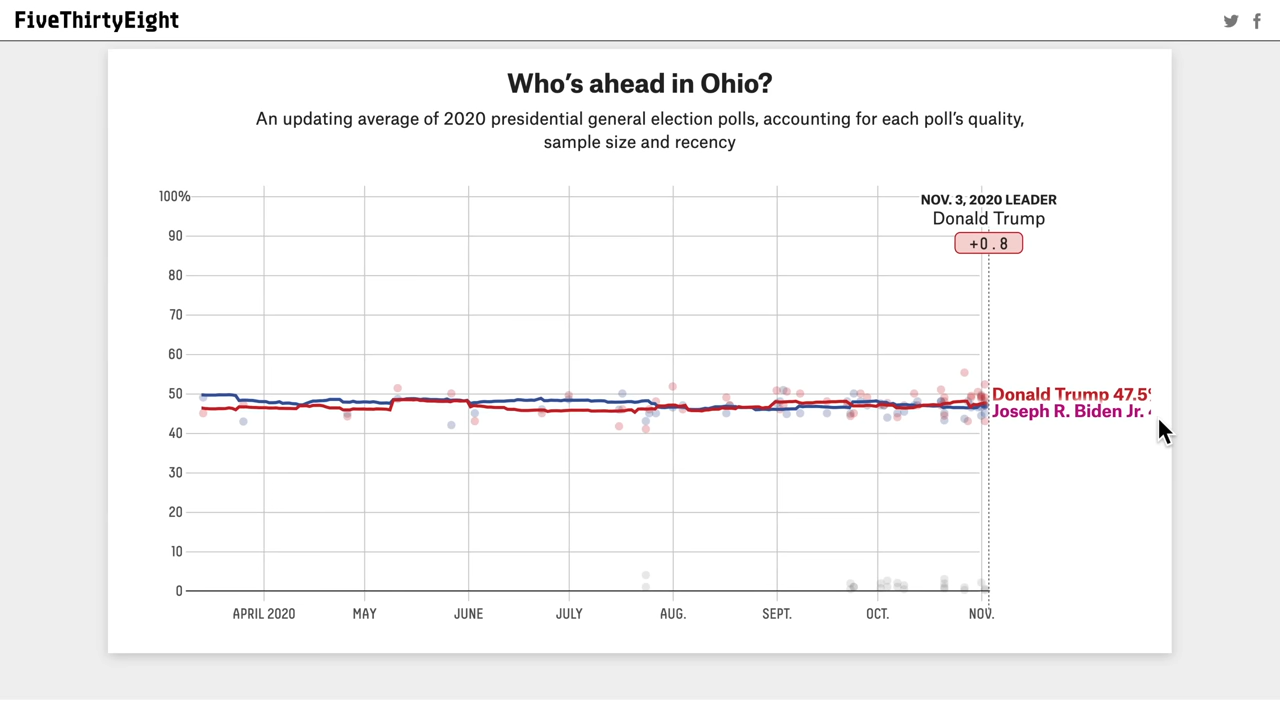 FiveThirtyEight
Who's ahead in Ohio?
An updating average of 2020 presidential general election polls, accounting for each poll's quality,
sample size and recency
100%
NOV. 3, 2020 LEADER
Donald Trump
+0.8
90
80
70
60
50
40
30
20
10
0
Donald Trump 47.5
Joseph R. Biden Jr.
APRIL 2020 MAY JUNE JULY AUG. SEPT. OCT. NOV.